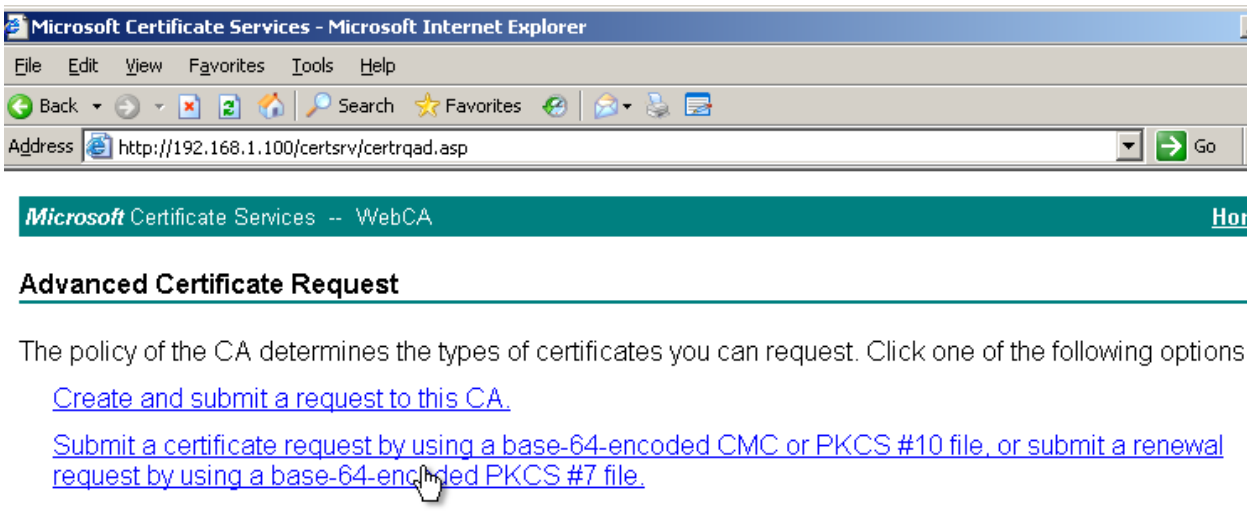 Microsoft Certificate Services - Microsoft Internet Explorer
File Edit View Favorites Tools Help
Back Search Favorites
Address http://192.168.1.100/certsrv/certrqad.asp Go
Microsoft Certificate Services -- WebCA
Advanced Certificate Request
The policy of the CA determines the types of certificates you can request. Click one of the following options
Create and submit a request to this CA.
Submit a certificate request by using a base-64-encoded CMC or PKCS #10 file, or submit a renewal
request by using a base-64-encoded PKCS #7 file.